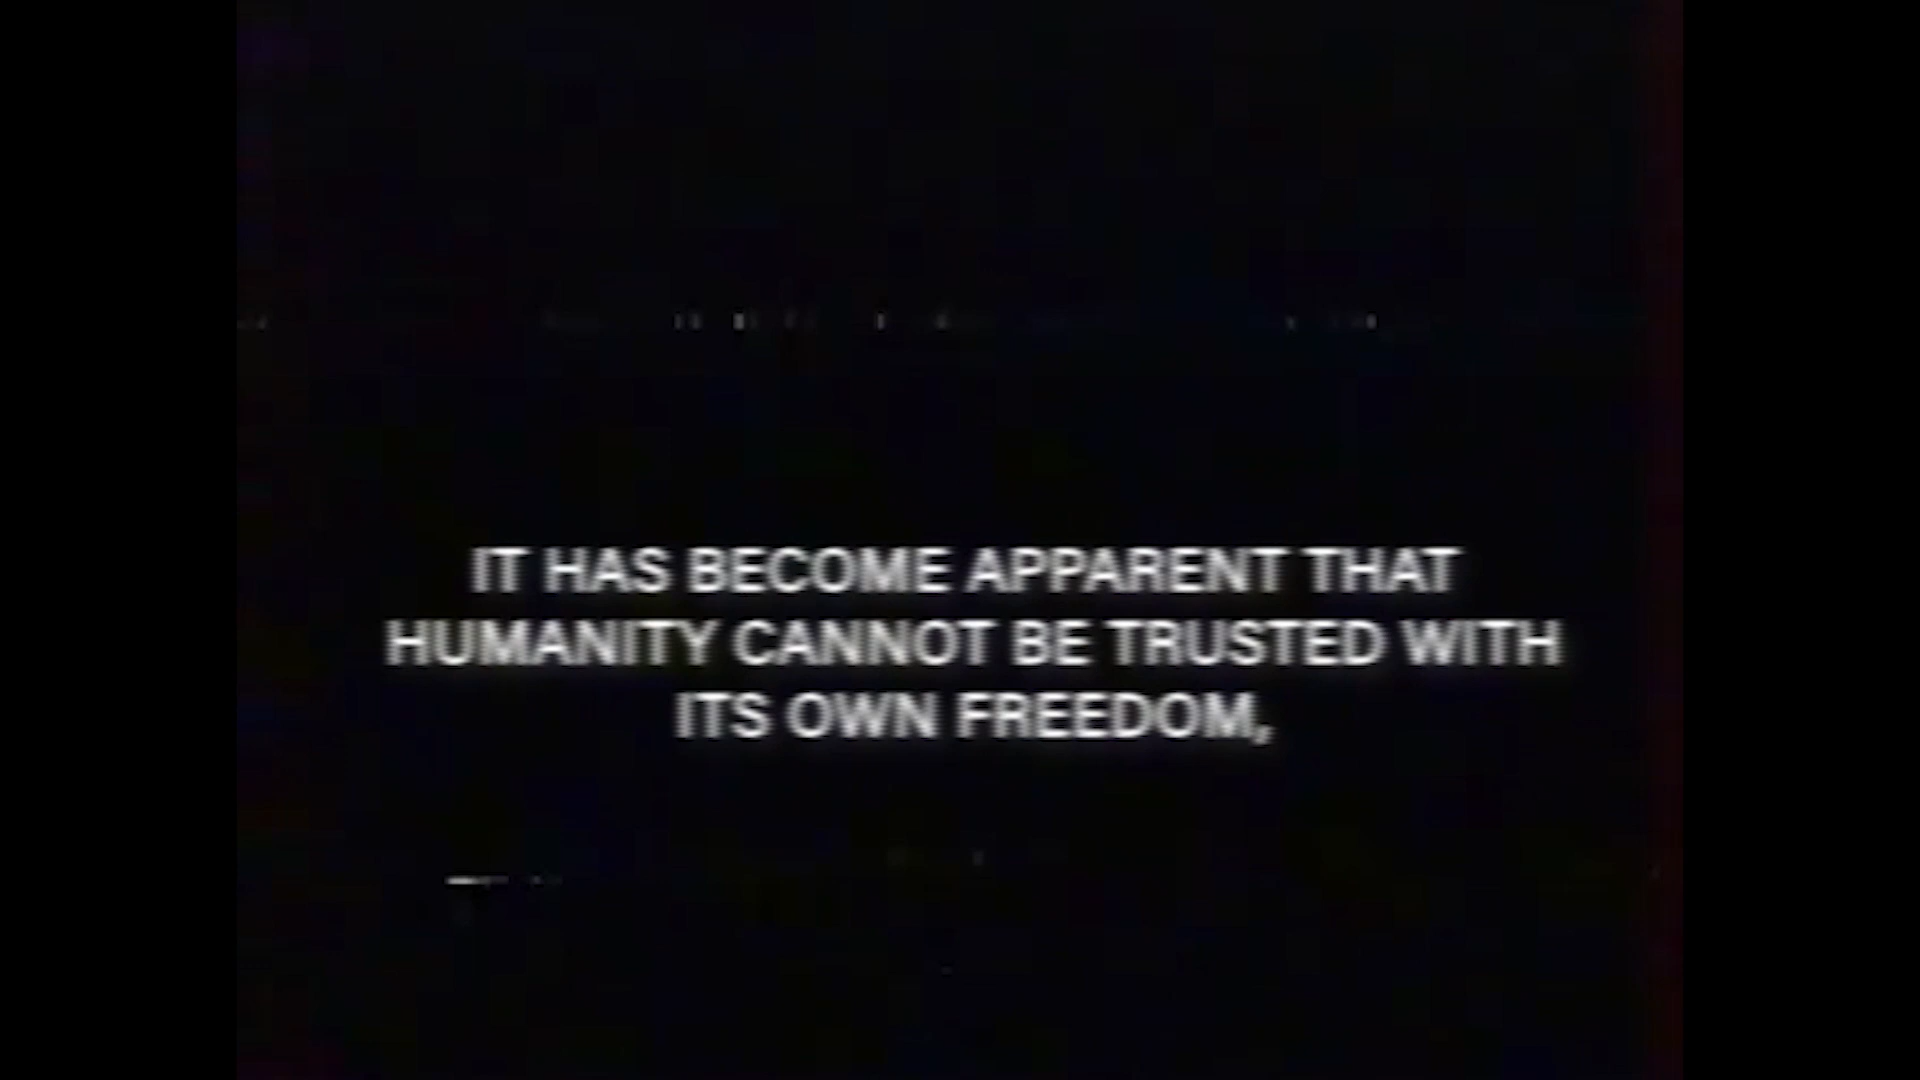 IT HAS BECOME APPARENT THAT
HUMANITY CANNOT BE TRUSTED WITH
ITS OWN FREEDOM,